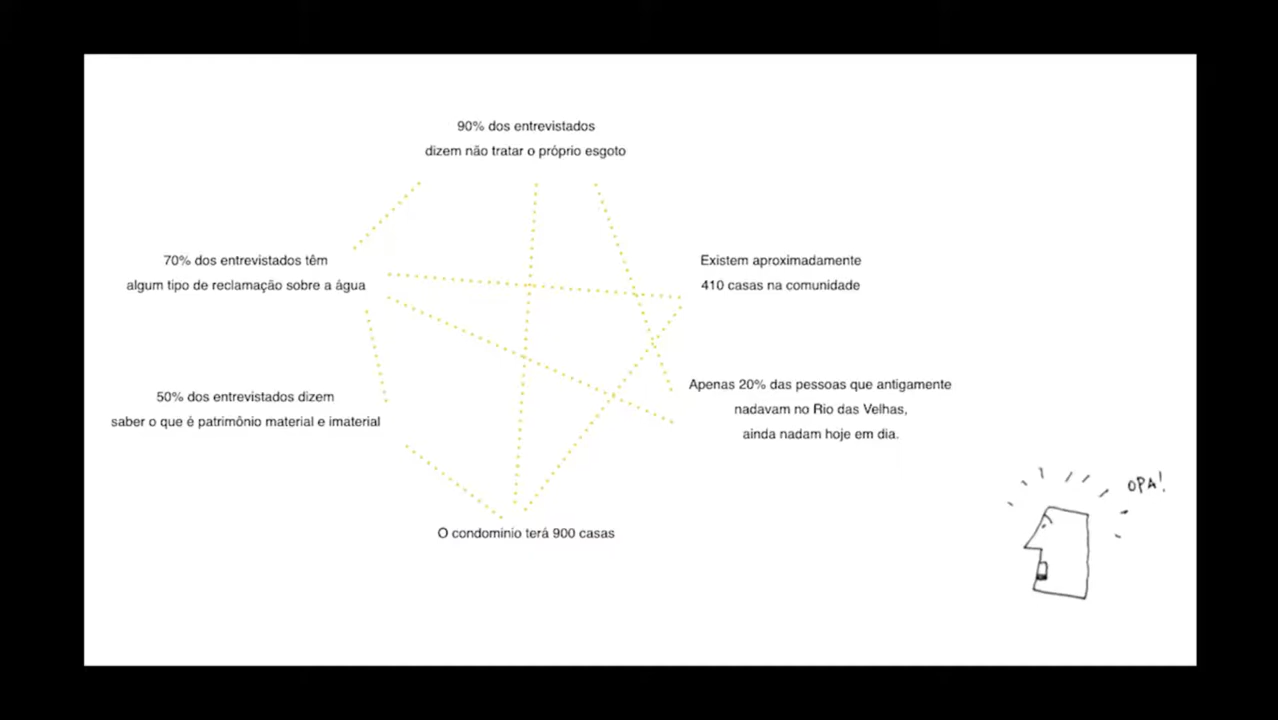 90% dos entrevistados
dizem não tratar o próprio esgoto
70% dos entrevistados têm
algum tipo de reclamação sobre a água
Existem aproximadamente
410 casas na comunidade
50% dos entrevistados dizem
saber o que é patrimônio material e imaterial
Apenas 20% das pessoas que antigamente
nadavam no Rio das Velhas,
ainda nadam hoje em dia.
O condomínio terá 900 casas
OPA!